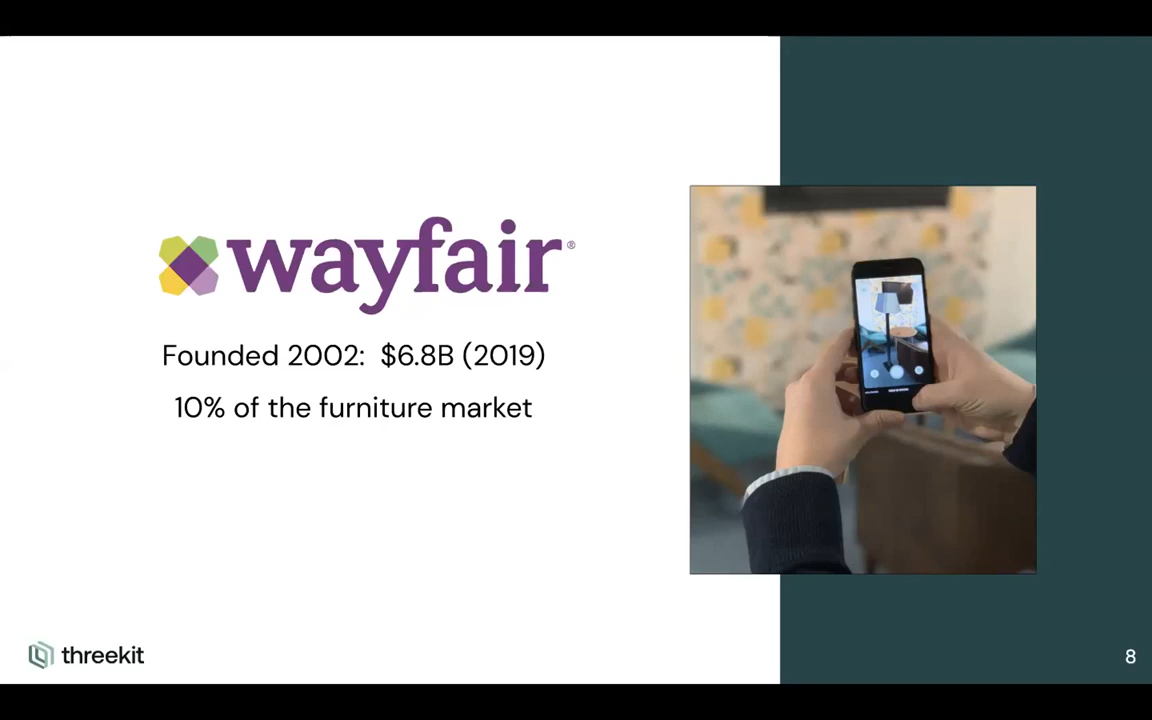 wayfair®
Founded 2002: $6.8B (2019)
10% of the furniture market
threekit
8